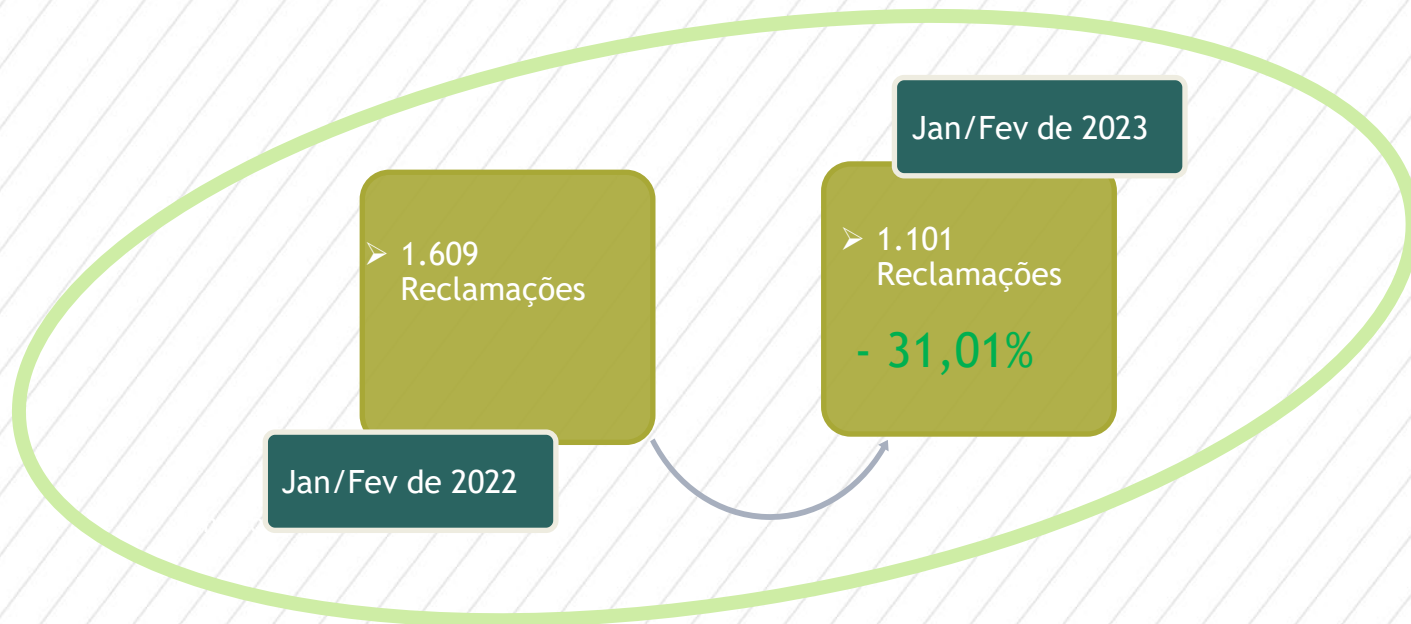 ➢ 1.609
Reclamações
Jan/Fev de 2022
Jan/Fev de 2023
➢ 1.101
Reclamações
- 31,01%